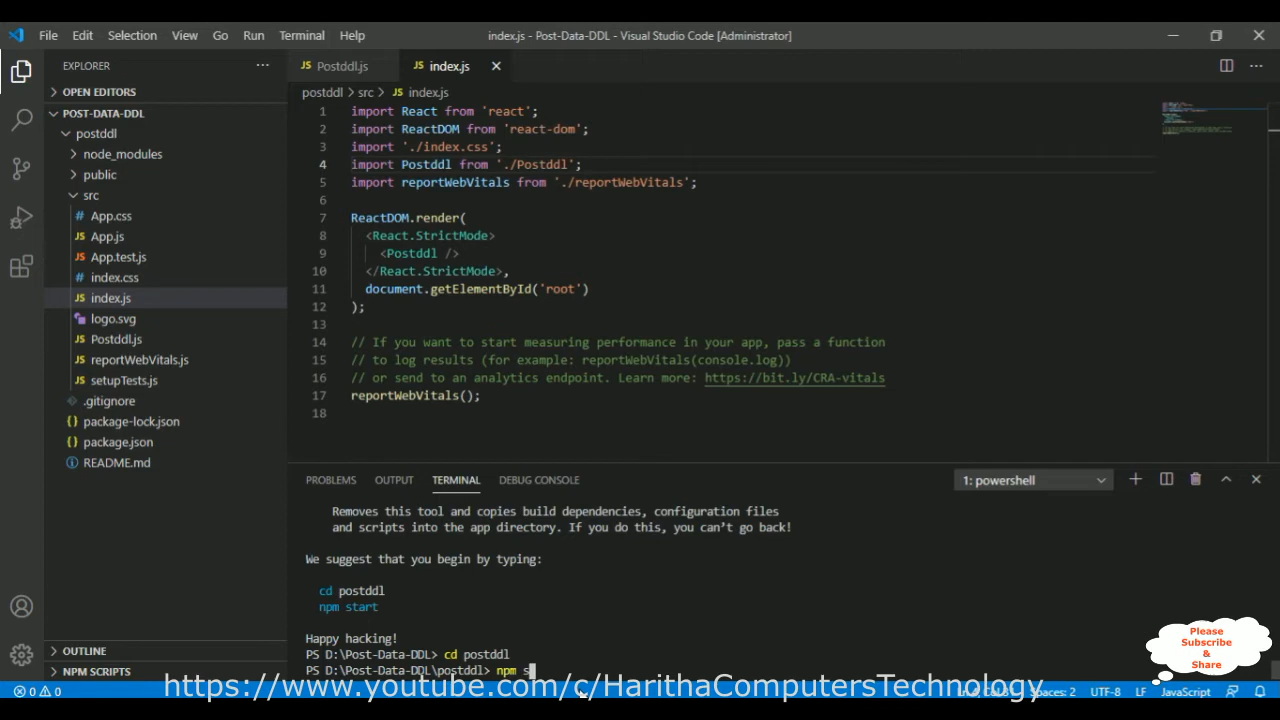 File Edit Selection View Go Run Terminal Help
index.js - Post-Data-DDL - Visual Studio Code [Administrator]
EXPLORER
OPEN EDITORS
POST-DATA-DDL
postddl
node_modules
public
src
App.css
App.js
App.test.js
index.css
index.js
logo.svg
Postddl.js
reportWebVitals.js
setupTests.js
.gitignore
package-lock.json
package.json
README.md
OUTLINE
NPM SCRIPTS
JS Postddl.js JS index.js
postddl > src > JS index.js
1 import React from 'react';
2 import ReactDOM from 'react-dom';
3 import './index.css';
4 import Postddl from './Postddl';
5 import reportWebVitals from './reportWebVitals';
6
7 ReactDOM.render(
8 <React.StrictMode>
9 <Postddl />
10 </React.StrictMode>,
11 document.getElementById('root')
12 );
13
14 // If you want to start measuring performance in your app, pass a function
15 // to log results (for example: reportWebVitals(console.log))
16 // or send to an analytics endpoint. Learn more: https://bit.ly/CRA-vitals
17 reportWebVitals();
18
PROBLEMS OUTPUT TERMINAL DEBUG CONSOLE
1: powershell
Removes this tool and copies build dependencies, configuration files
and scripts into the app directory. If you do this, you can’t go back!
We suggest that you begin by typing:
cd postddl
npm start
Happy hacking!
PS D:\Post-Data-DDL> cd postddl
PS D:\Post-Data-DDL\postddl> npm s
Please
Subscribe
&
Share
https://www.youtube.com/c/HarithaComputersTechnology
0 0 Spaces: 2 UTF-8 LF JavaScript